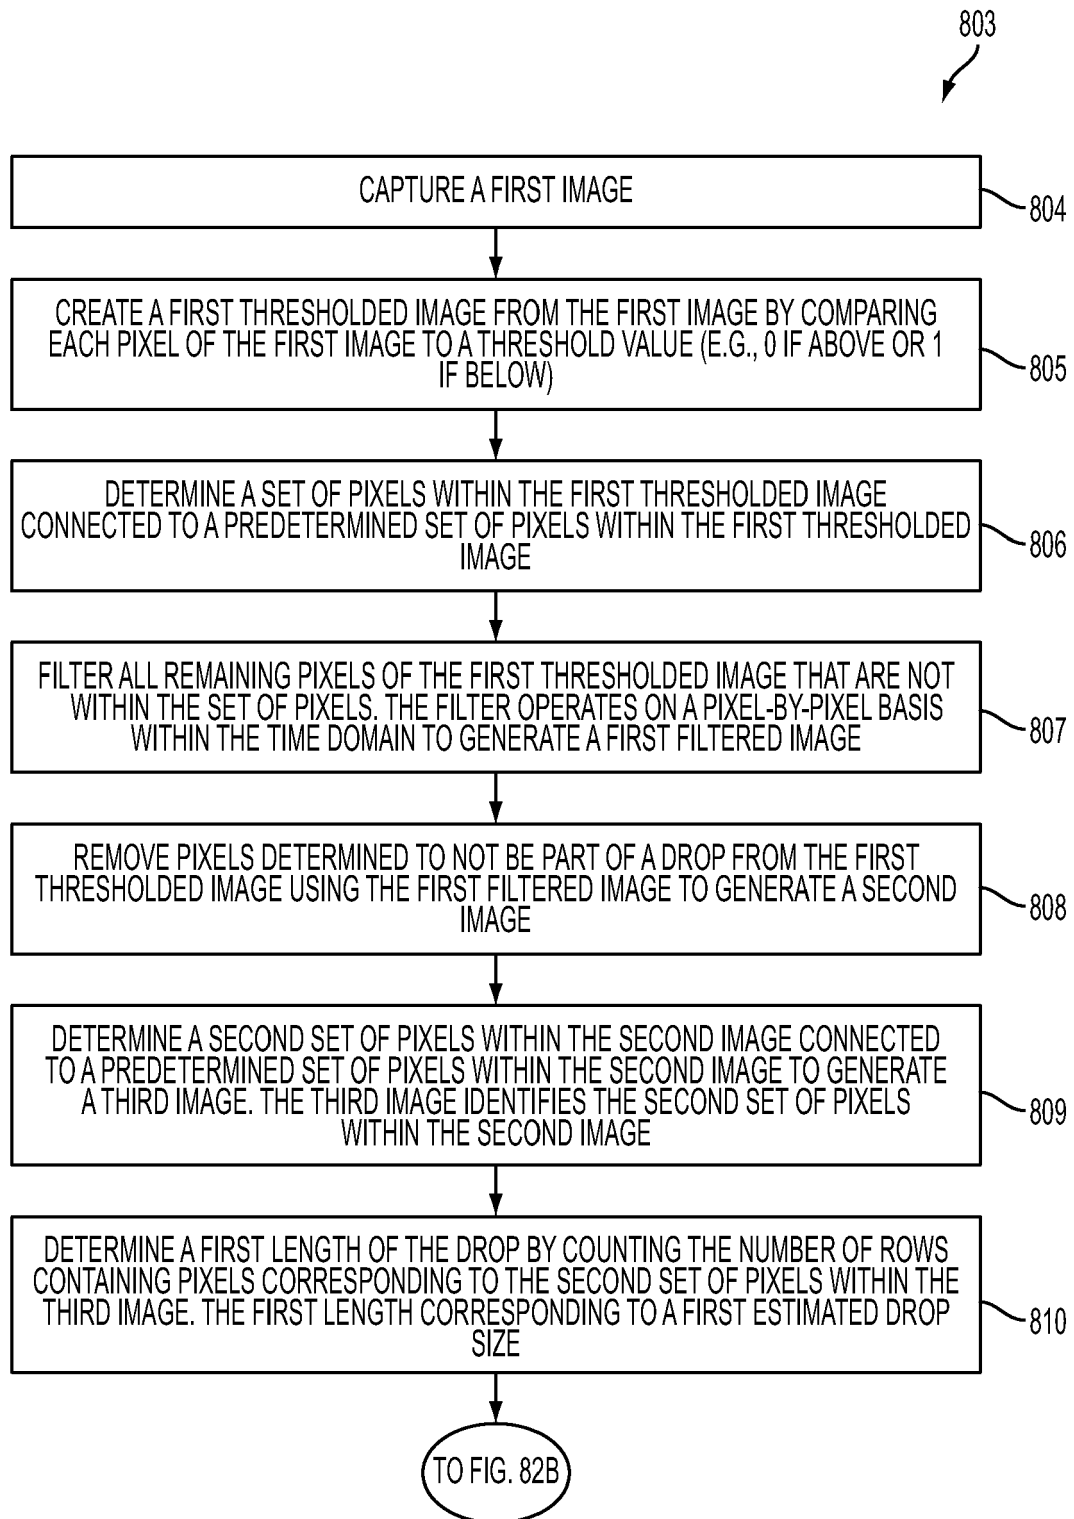 803
CAPTURE A FIRST IMAGE
804
CREATE A FIRST THRESHOLDED IMAGE FROM THE FIRST IMAGE BY COMPARING
EACH PIXEL OF THE FIRST IMAGE TO A THRESHOLD VALUE (E.G., 0 IF ABOVE OR 1
IF BELOW)
805
DETERMINE A SET OF PIXELS WITHIN THE FIRST THRESHOLDED IMAGE
CONNECTED TO A PREDETERMINED SET OF PIXELS WITHIN THE FIRST THRESHOLDED
IMAGE
806
FILTER ALL REMAINING PIXELS OF THE FIRST THRESHOLDED IMAGE THAT ARE NOT
WITHIN THE SET OF PIXELS. THE FILTER OPERATES ON A PIXEL-BY-PIXEL BASIS
WITHIN THE TIME DOMAIN TO GENERATE A FIRST FILTERED IMAGE
807
REMOVE PIXELS DETERMINED TO NOT BE PART OF A DROP FROM THE FIRST
THRESHOLDED IMAGE USING THE FIRST FILTERED IMAGE TO GENERATE A SECOND
IMAGE
808
DETERMINE A SECOND SET OF PIXELS WITHIN THE SECOND IMAGE CONNECTED
TO A PREDETERMINED SET OF PIXELS WITHIN THE SECOND IMAGE TO GENERATE
A THIRD IMAGE. THE THIRD IMAGE IDENTIFIES THE SECOND SET OF PIXELS
WITHIN THE SECOND IMAGE
809
DETERMINE A FIRST LENGTH OF THE DROP BY COUNTING THE NUMBER OF ROWS
CONTAINING PIXELS CORRESPONDING TO THE SECOND SET OF PIXELS WITHIN THE
THIRD IMAGE. THE FIRST LENGTH CORRESPONDING TO A FIRST ESTIMATED DROP
SIZE
810
TO FIG. 82B